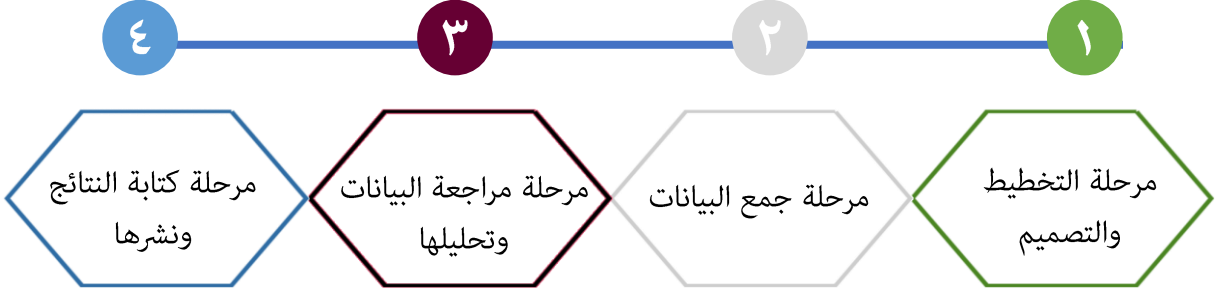 ١
٢
٣
٤
مرحلة التخطيط
والتصميم
مرحلة جمع البيانات
مرحلة مراجعة البيانات
وتحليلها
مرحلة كتابة النتائج
ونشرها